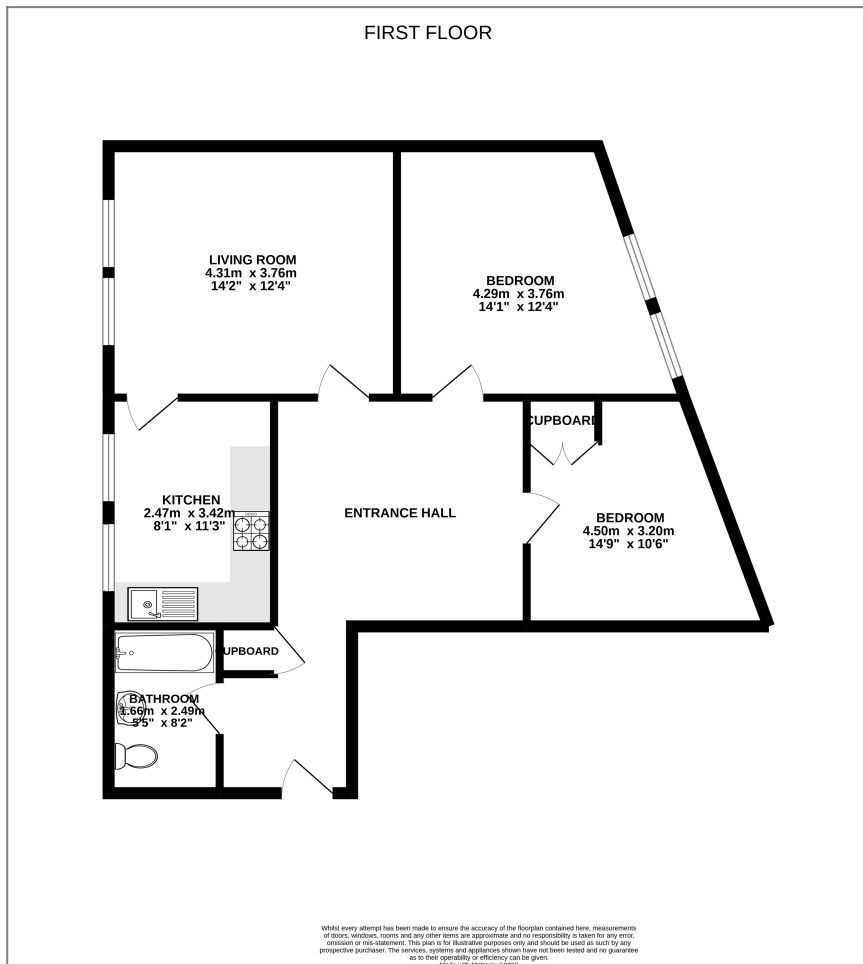 FIRST FLOOR
LIVING ROOM
4.31m x 3.76m
14'2" x 12'4"
BEDROOM
4.29m x 3.76m
14'1" x 12'4"
CUPBOARD
KITCHEN
2.47m x 3.42m
8'1" x 11'3"
ENTRANCE HALL
BEDROOM
4.50m x 3.20m
14'9" x 10'6"
CUPBOARD
BATHROOM
1.66m x 2.49m
5'5" x 8'2"
Whilst every attempt has been made to ensure the accuracy of the floorplan contained here, measurements
of doors, windows, rooms and any other items are approximate and no responsibility is taken for any error,
omission or mis-statement. This plan is for illustrative purposes only and should be used as such by any
prospective purchaser. The services, systems and appliances shown have not been tested and no guarantee
as to their operability or efficiency can be given.